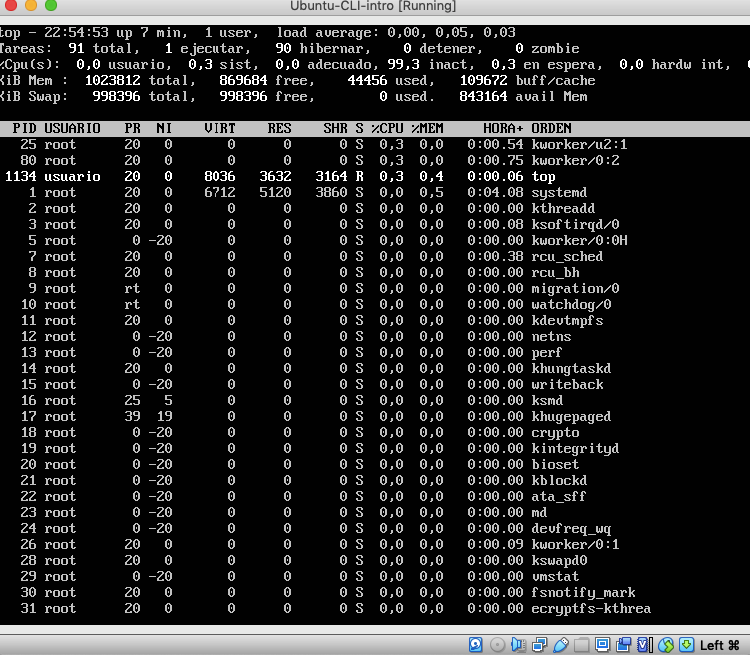 Ubuntu-CLI-intro [Running]
top - 22:54:53 up 7 min, 1 user, load average: 0,00, 0,05, 0,03
Tareas: 91 total, 1 ejecutar, 90 hibernar, 0 detener, 0 zombie
%Cpu(s): 0,0 usuario, 0,3 sist, 0,0 adecuado, 99,3 inact, 0,3 en espera, 0,0 hardw int,
KiB Mem : 1023812 total, 869684 free, 44456 used, 109672 buff/cache
KiB Swap: 998396 total, 998396 free, 0 used. 843164 avail Mem
PID USUARIO PR NI VIRT RES SHR S %CPU %MEM HORA+ ORDEN
25 root 20 0 0 0 0 S 0,3 0,0 0:00.54 kworker/u2:1
80 root 20 0 0 0 0 S 0,3 0,0 0:00.75 kworker/0:2
1134 usuario 20 0 8036 3632 3164 R 0,3 0,4 0:00.06 top
1 root 20 0 6712 5120 3860 S 0,0 0,5 0:04.08 systemd
2 root 20 0 0 0 0 S 0,0 0,0 0:00.00 kthreadd
3 root 20 0 0 0 0 S 0,0 0,0 0:00.08 ksoftirqd/0
5 root 0 -20 0 0 0 S 0,0 0,0 0:00.00 kworker/0:0H
7 root 20 0 0 0 0 S 0,0 0,0 0:00.38 rcu_sched
8 root 20 0 0 0 0 S 0,0 0,0 0:00.00 rcu_bh
9 root rt 0 0 0 0 S 0,0 0,0 0:00.00 migration/0
10 root rt 0 0 0 0 S 0,0 0,0 0:00.00 watchdog/0
11 root 20 0 0 0 0 S 0,0 0,0 0:00.00 kdevtmpfs
12 root 0 -20 0 0 0 S 0,0 0,0 0:00.00 netns
13 root 0 -20 0 0 0 S 0,0 0,0 0:00.00 perf
14 root 20 0 0 0 0 S 0,0 0,0 0:00.00 khungtaskd
15 root 0 -20 0 0 0 S 0,0 0,0 0:00.00 writeback
16 root 25 5 0 0 0 S 0,0 0,0 0:00.00 ksmd
17 root 39 19 0 0 0 S 0,0 0,0 0:00.00 khugepaged
18 root 0 -20 0 0 0 S 0,0 0,0 0:00.00 crypto
19 root 0 -20 0 0 0 S 0,0 0,0 0:00.00 kintegrityd
20 root 0 -20 0 0 0 S 0,0 0,0 0:00.00 bioset
21 root 0 -20 0 0 0 S 0,0 0,0 0:00.00 kblockd
22 root 0 -20 0 0 0 S 0,0 0,0 0:00.00 ata_sff
23 root 0 -20 0 0 0 S 0,0 0,0 0:00.00 md
24 root 0 -20 0 0 0 S 0,0 0,0 0:00.00 devfreq_wq
26 root 20 0 0 0 0 S 0,0 0,0 0:00.09 kworker/0:1
28 root 20 0 0 0 0 S 0,0 0,0 0:00.00 kswapd0
29 root 0 -20 0 0 0 S 0,0 0,0 0:00.00 vmstat
30 root 20 0 0 0 0 S 0,0 0,0 0:00.00 fsnotify_mark
31 root 20 0 0 0 0 S 0,0 0,0 0:00.00 ecryptfs-kthrea
Left ⌘